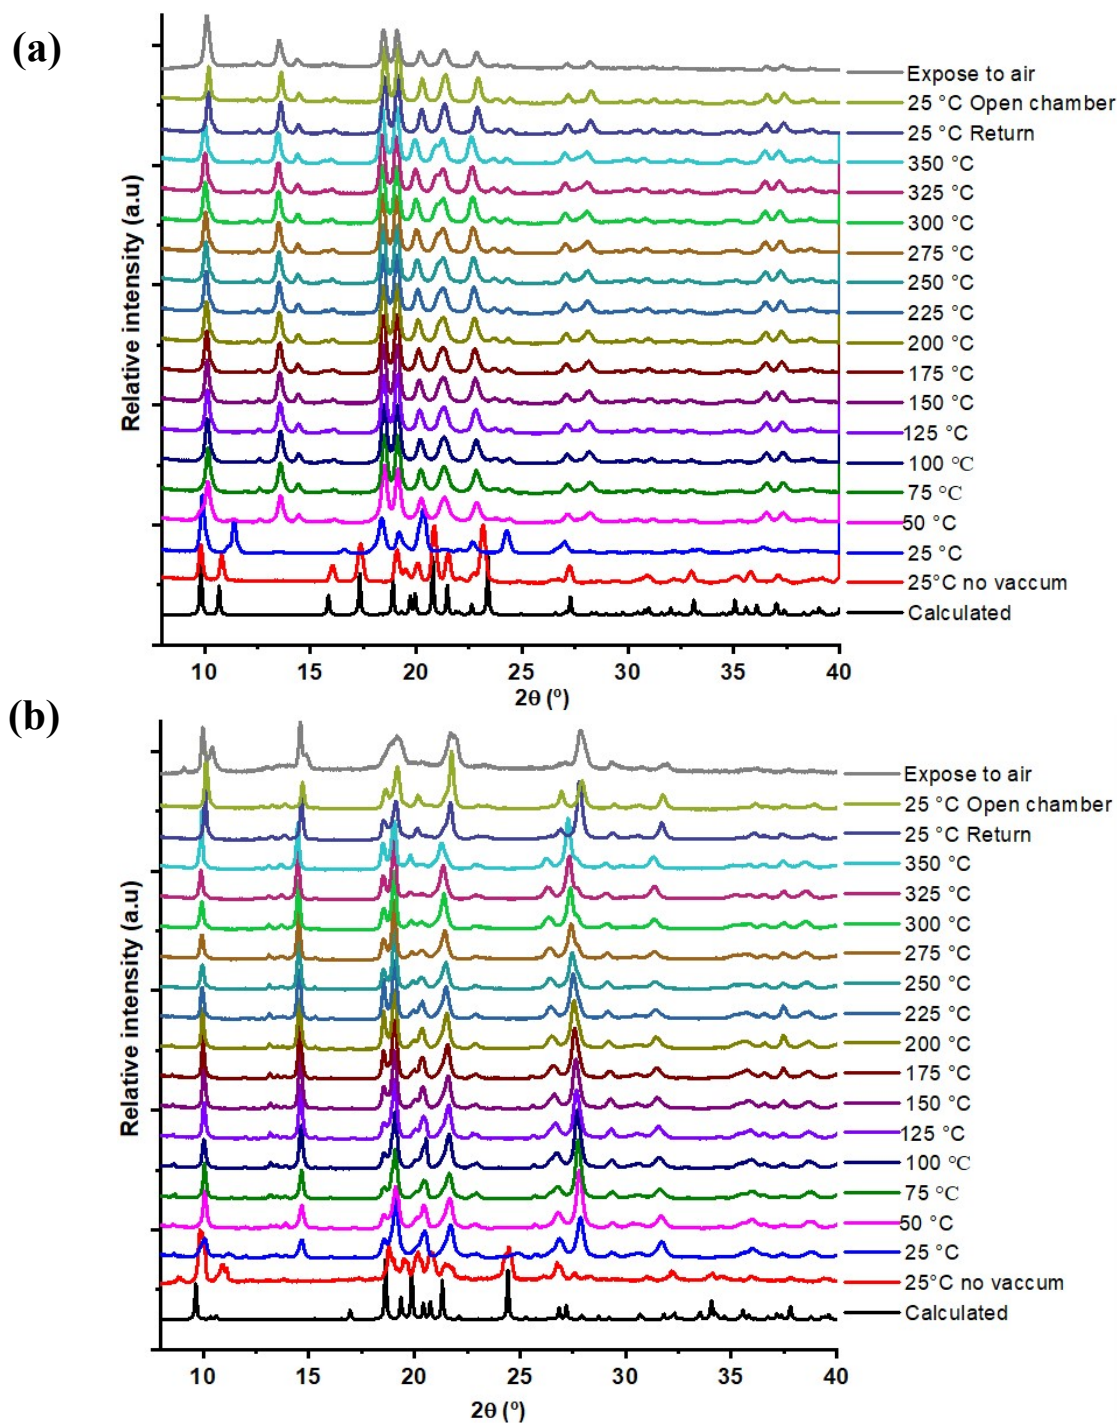 (a)
Relative intensity (a.u)
Expose to air
25 °C Open chamber
25 °C Return
350 °C
325 °C
300 °C
275 °C
250 °C
225 °C
200 °C
175 °C
150 °C
125 °C
100 °C
75 °C
50 °C
25 °C
25°C no vaccum
Calculated
10 15 20 25 30 35 40
2θ (º)
(b)
Relative intensity (a.u)
Expose to air
25 °C Open chamber
25 °C Return
350 °C
325 °C
300 °C
275 °C
250 °C
225 °C
200 °C
175 °C
150 °C
125 °C
100 °C
75 °C
50 °C
25 °C
25°C no vaccum
Calculated
10 15 20 25 30 35 40
2θ (º)